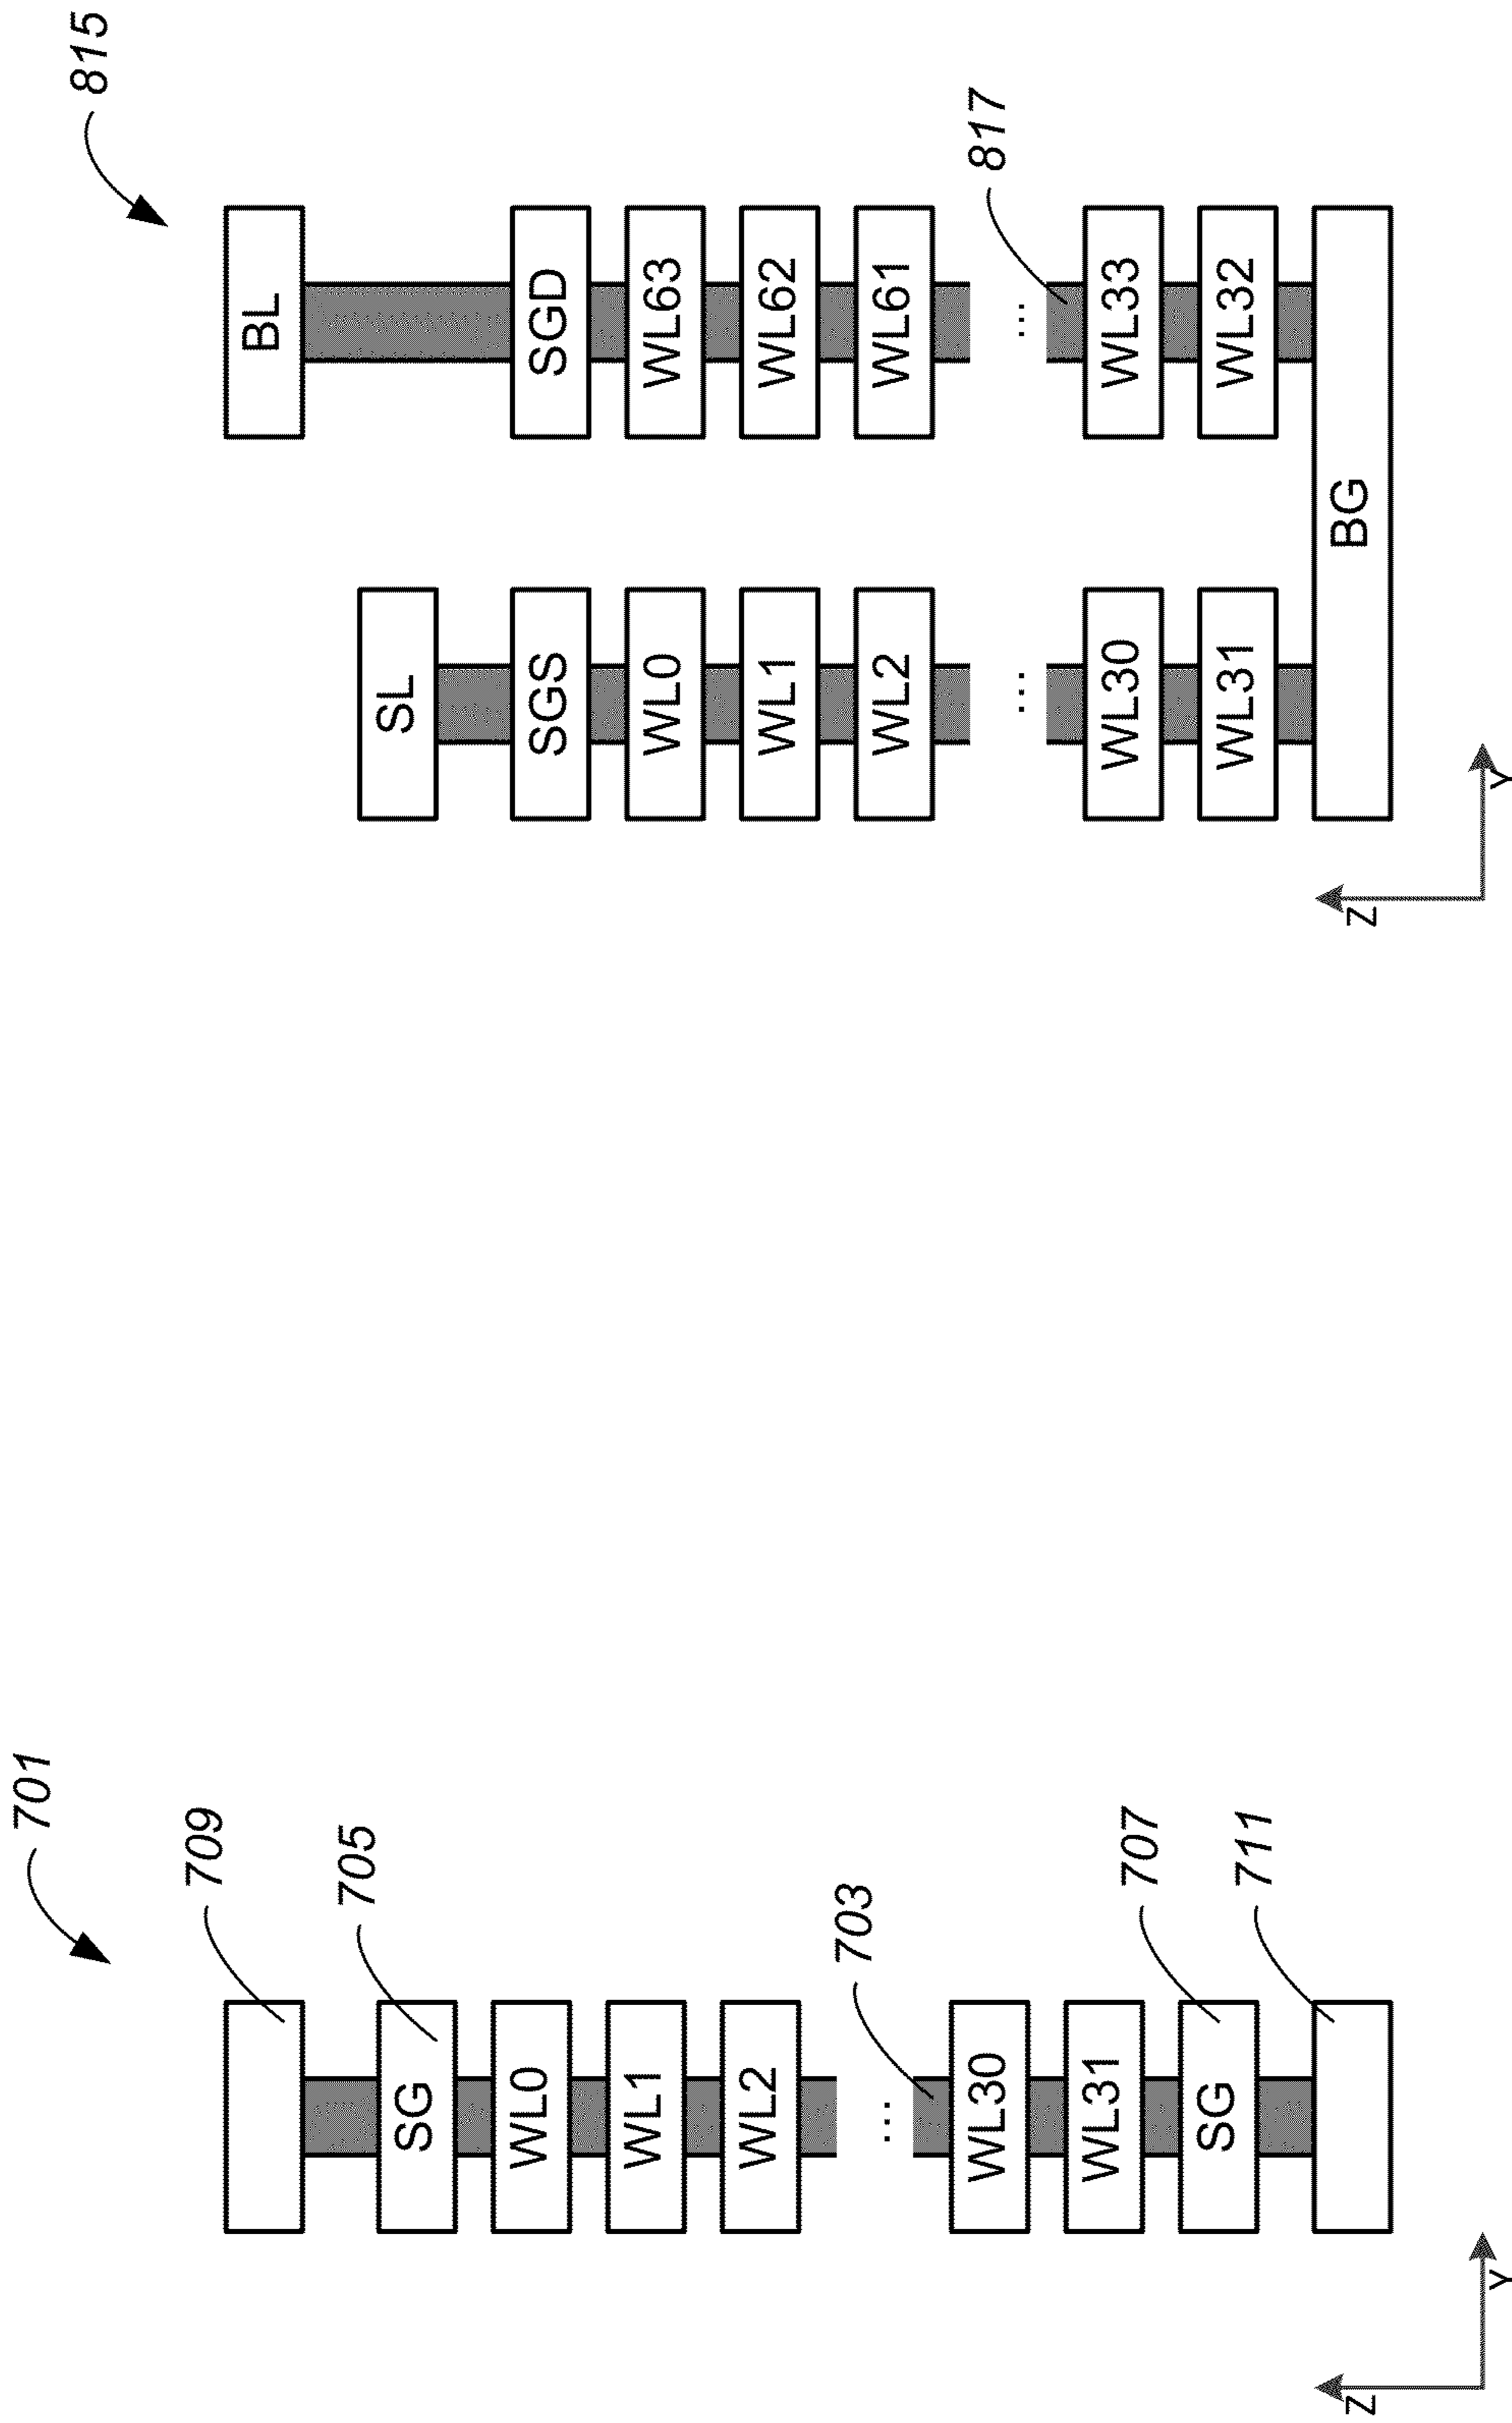 701
709
705
SG
WL0
WL1
WL2
...
703
WL30
WL31
SG
707
711
Z
Y
815
BL
SL
SGS
SGD
WL0
WL63
WL1
WL62
WL2
WL61
...
...
817
WL30
WL33
WL31
WL32
BG
Z
Y